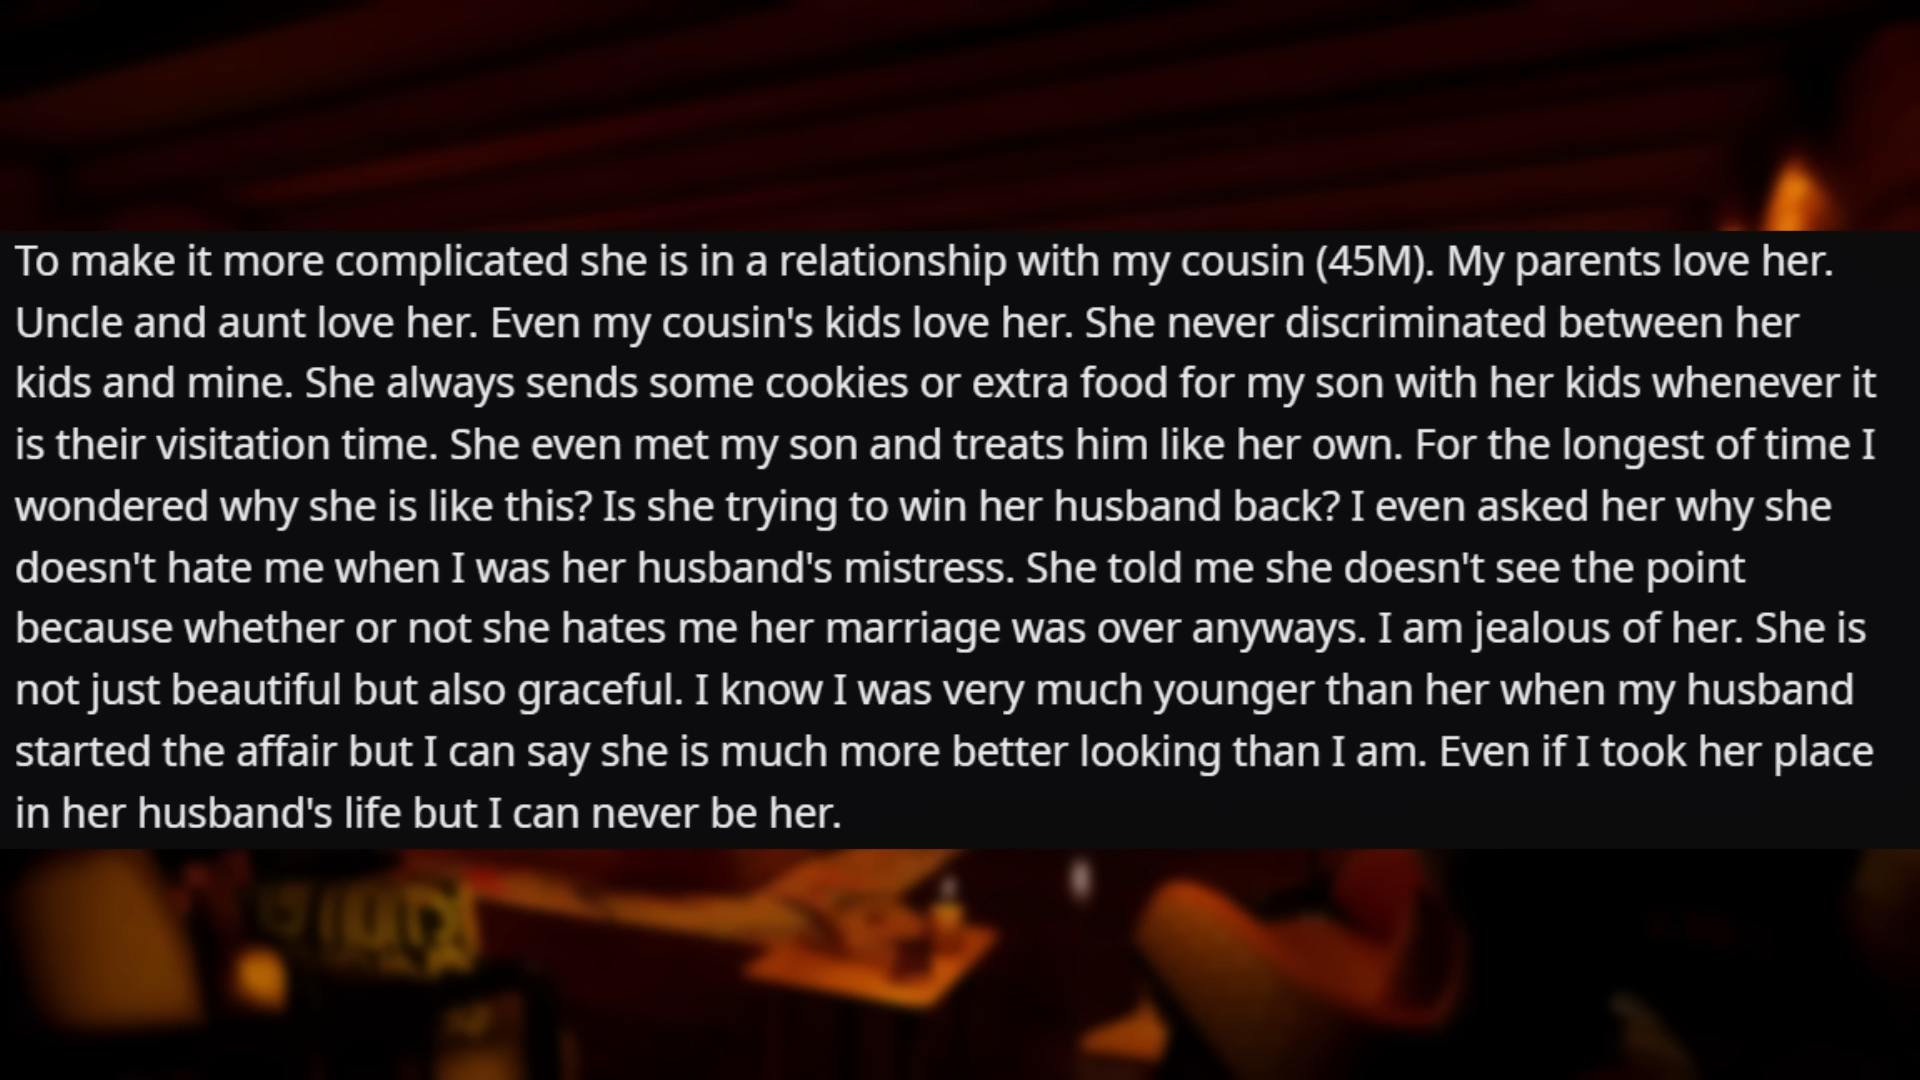 To make it more complicated she is in a relationship with my cousin (45M). My parents love her.
Uncle and aunt love her. Even my cousin's kids love her. She never discriminated between her
kids and mine. She always sends some cookies or extra food for my son with her kids whenever it
is their visitation time. She even met my son and treats him like her own. For the longest of time I
wondered why she is like this? Is she trying to win her husband back? I even asked her why she
doesn't hate me when I was her husband's mistress. She told me she doesn't see the point
because whether or not she hates me her marriage was over anyways. I am jealous of her. She is
not just beautiful but also graceful. I know I was very much younger than her when my husband
started the affair but I can say she is much more better looking than I am. Even if I took her place
in her husband's life but I can never be her.